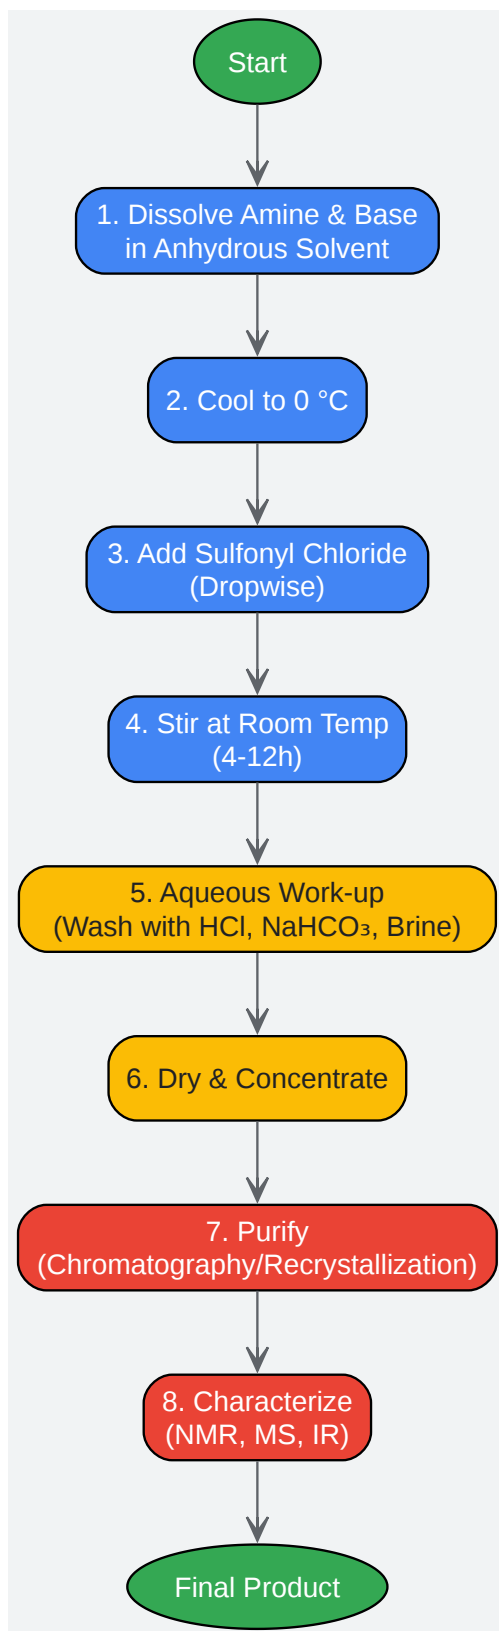 Start
1. Dissolve Amine & Base
in Anhydrous Solvent
2. Cool to 0 °C
3. Add Sulfonyl Chloride
(Dropwise)
4. Stir at Room Temp
(4-12h)
5. Aqueous Work-up
(Wash with HCl, NaHCO₃, Brine)
6. Dry & Concentrate
7. Purify
(Chromatography/Recrystallization)
8. Characterize
(NMR, MS, IR)
Final Product